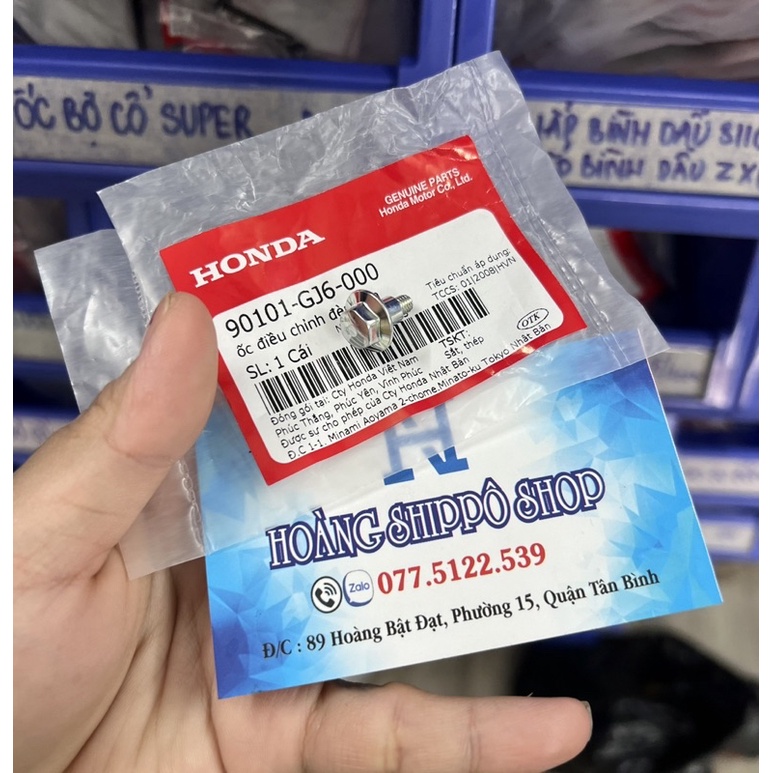 ỐC BỎ CỔ SUPER
BÌNH DẦU
BÌNH DẦU ZX
GENUINE PARTS
Honda Motor Co., Ltd.
HONDA
90101-GJ6-000
ốc điều chỉnh
SL: 1 Cái
Tiêu chuẩn áp dụng:
TCCS: 01|2008|HVN
TSKT:
Sắt, thép
OTK
Đóng gói tại: Cty Honda Việt Nam
Phúc Thắng, Phúc Yên, Vĩnh Phúc
Được sự cho phép của Cty Honda Nhật Bản
Đ.C 1-1, Minami Aoyama 2-chome.Minato-ku Tokyo Nhật Bản
H
HOÀNG SHIPPÔ SHOP
Zalo 077.5122.539
Đ/C : 89 Hoàng Bật Đạt, Phường 15, Quận Tân Bình